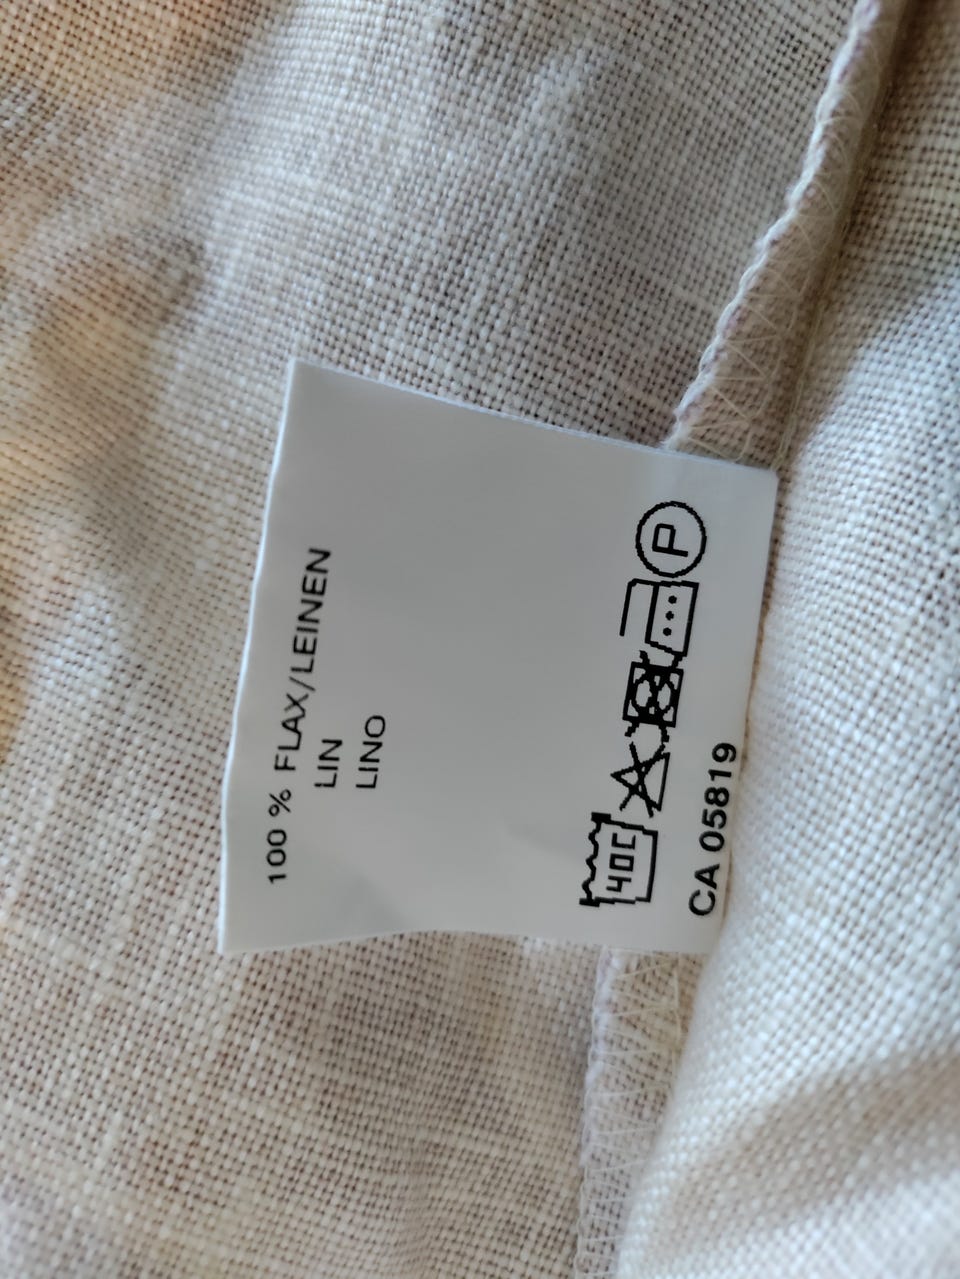 100 % FLAX/LEINEN
LIN
LINO
40C
P
CA 05819